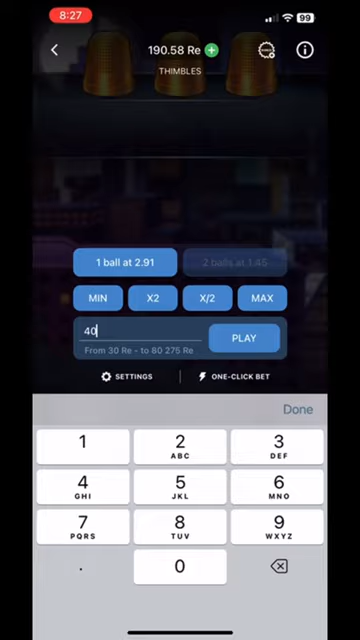 8:27
99
190.58 Re
THIMBLES
1 ball at 2.91
2 balls at 1.45
MIN
X2
X/2
MAX
40
PLAY
From 30 Re - to 80 275 Re
SETTINGS
ONE-CLICK BET
Done
1
2
ABC
3
DEF
4
GHI
5
JKL
6
MNO
7
PQRS
8
TUV
9
WXYZ
.
0